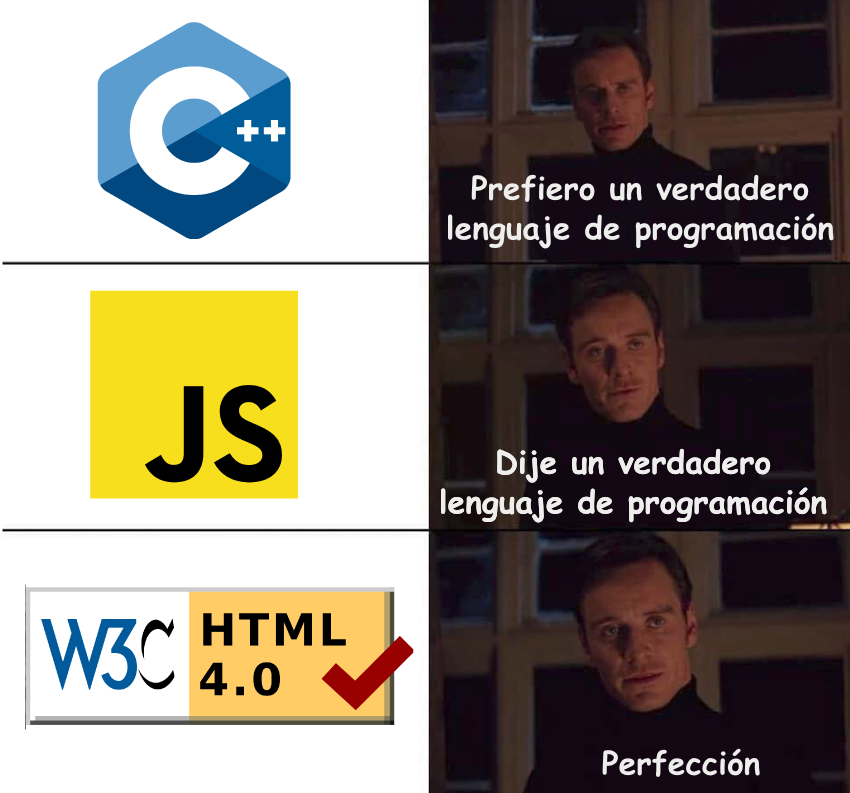 C++
Prefiero un verdadero
lenguaje de programación
JS
Dije un verdadero
lenguaje de programación
W3C HTML
4.0
Perfección